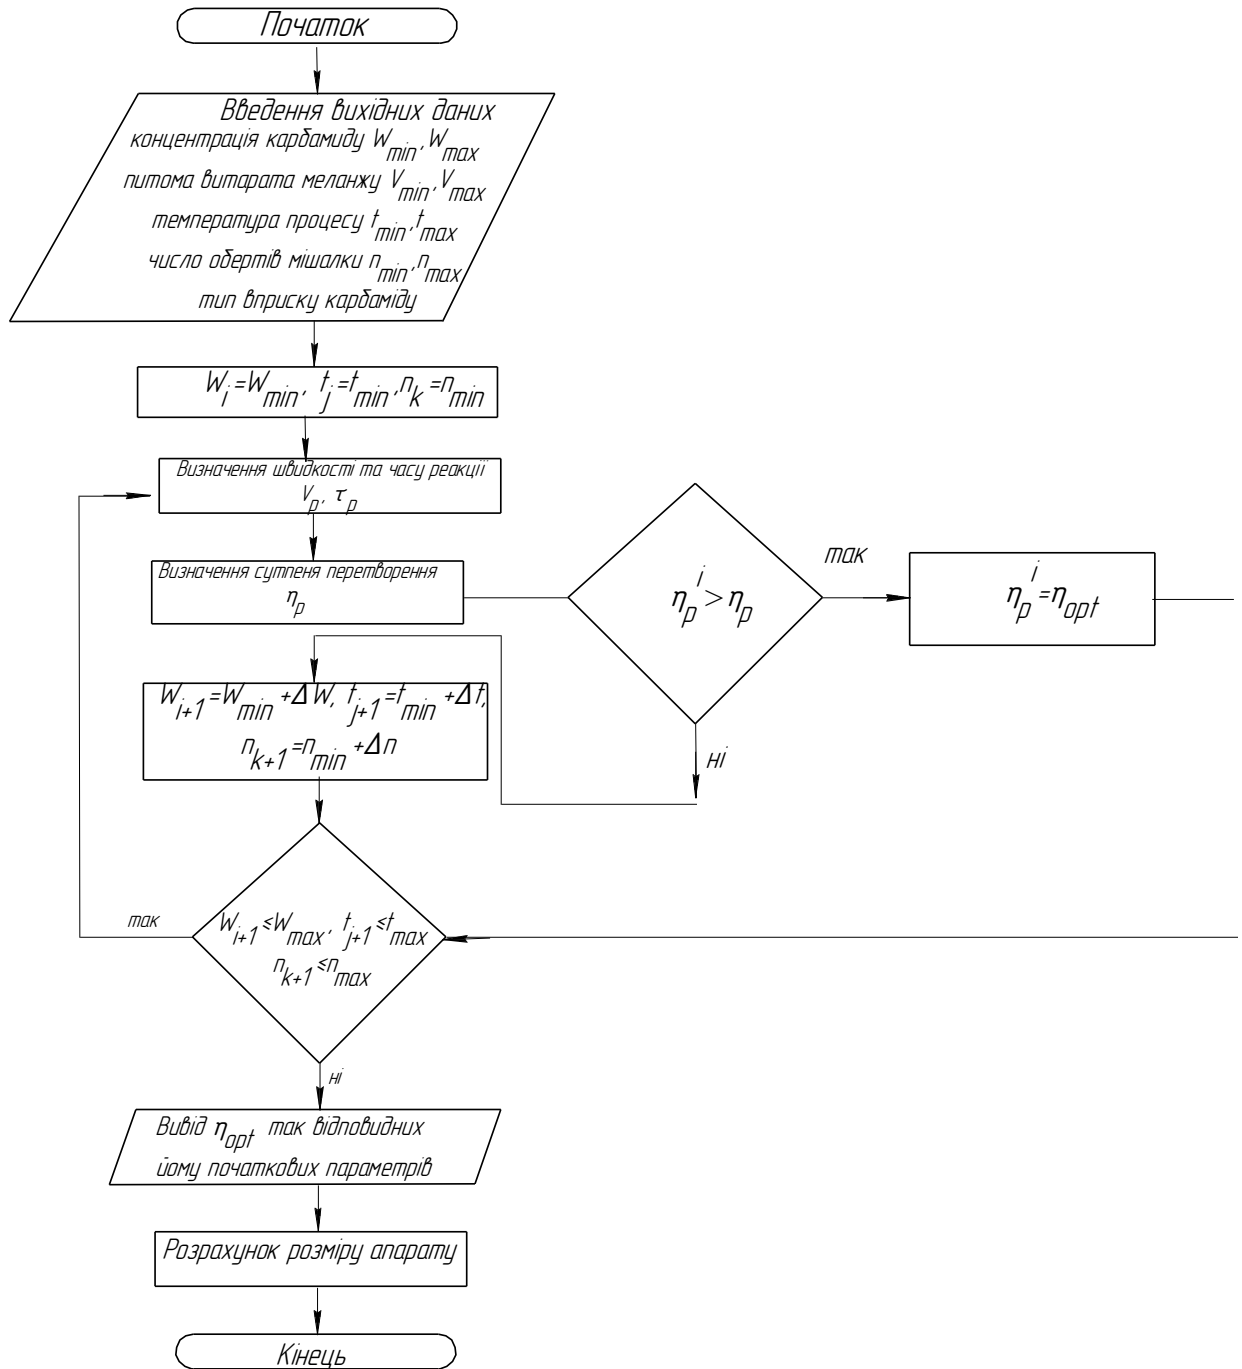 Початок
Введення вихідних даних
концентрація карбамиду W_min, W_max
питома витарата меланжу V_min, V_max
температура процесу t_min, t_max
число обертів мішалки n_min, n_max
тип вприску карбаміду
W_i=W_min, t_j=t_min, n_k=n_min
Визначення швидкості та часу реакції
V_p, τ_p
Визначення сутпеня перетворення
η_p
η_p^i > η_p
так
η_p^i=η_opt
ні
W_i+1=W_min+ΔW, t_j+1=t_min+Δt,
n_k+1=n_min+Δn
W_i+1≤W_max, t_j+1≤t_max
n_k+1≤n_max
так
ні
Вивід η_opt так відповидних
йому початкових параметрів
Розрахунок розміру апарату
Кінець